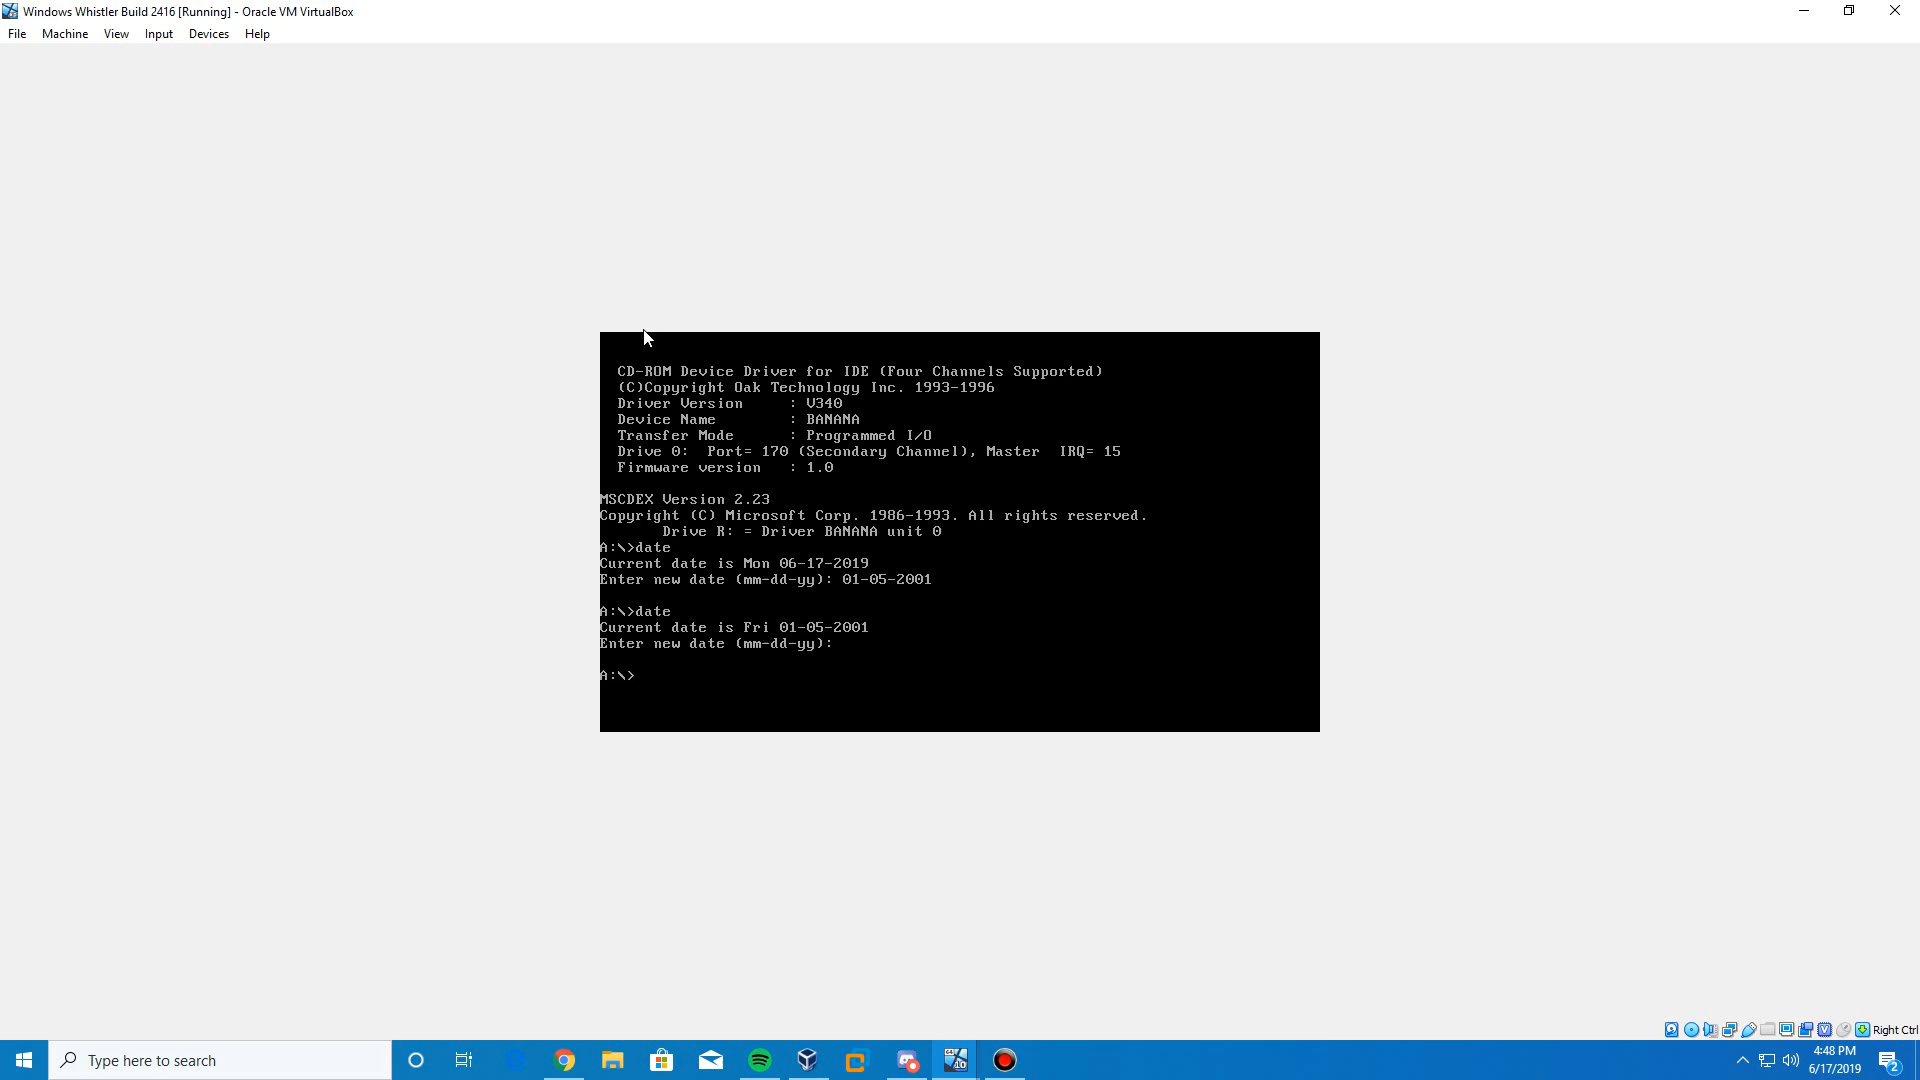 Windows Whistler Build 2416 [Running] - Oracle VM VirtualBox
File Machine View Input Devices Help
CD-ROM Device Driver for IDE (Four Channels Supported)
(C)Copyright Oak Technology Inc. 1993-1996
Driver Version : V340
Device Name : BANANA
Transfer Mode : Programmed I/O
Drive 0: Port= 170 (Secondary Channel), Master IRQ= 15
Firmware version : 1.0
MSCDEX Version 2.23
Copyright (C) Microsoft Corp. 1986-1993. All rights reserved.
Drive R: = Driver BANANA unit 0
A:\>date
Current date is Mon 06-17-2019
Enter new date (mm-dd-yy): 01-05-2001
A:\>date
Current date is Fri 01-05-2001
Enter new date (mm-dd-yy):
A:\>
Right Ctrl
Type here to search
10
4:48 PM
6/17/2019
2